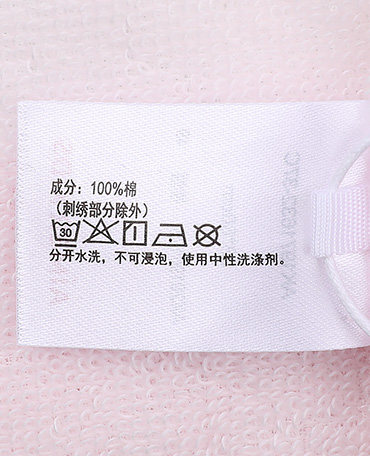 成分：100%棉
（刺绣部分除外）
30
分开水洗，不可浸泡，使用中性洗涤剂。